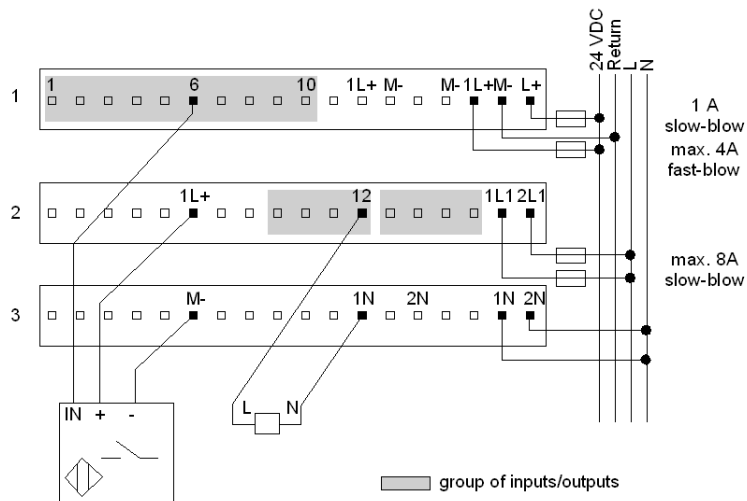 24 VDC
Return
L
N
1 6 10 1L+ M- M- 1L+ M- L+
1
1 A
slow-blow
max. 4A
fast-blow
1L+ 12 1L1 2L1
2
max. 8A
slow-blow
M- 1N 2N 1N 2N
3
IN + -
L N
group of inputs/outputs